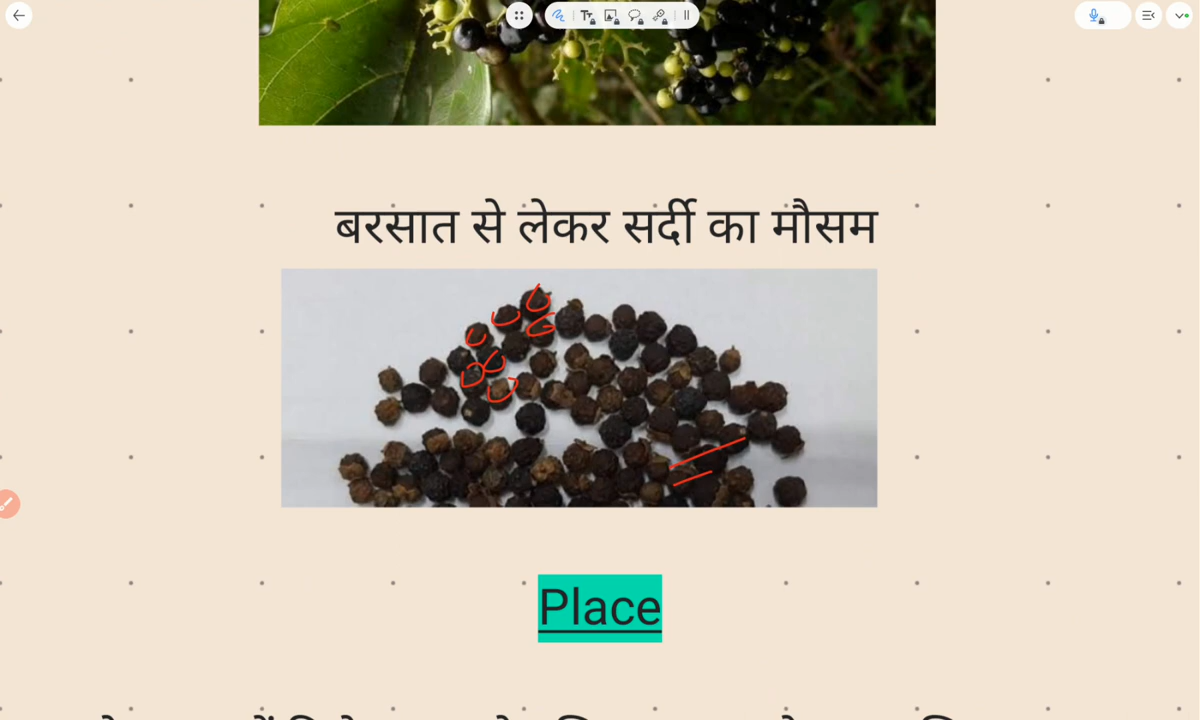 बरसात से लेकर सर्दी का मौसम
Place